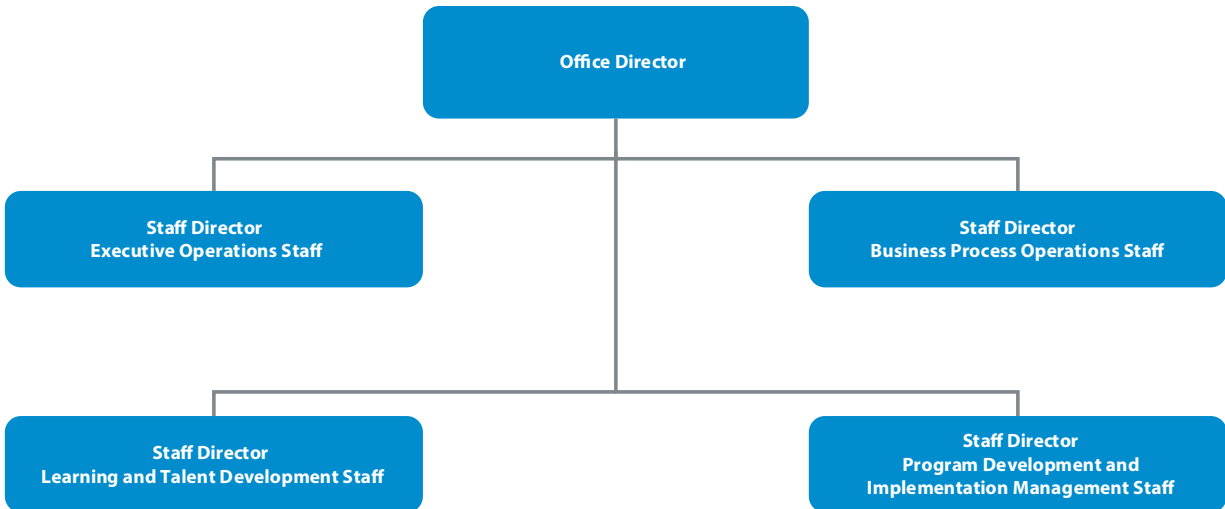 Office Director
Staff Director
Executive Operations Staff
Staff Director
Business Process Operations Staff
Staff Director
Learning and Talent Development Staff
Staff Director
Program Development and
Implementation Management Staff